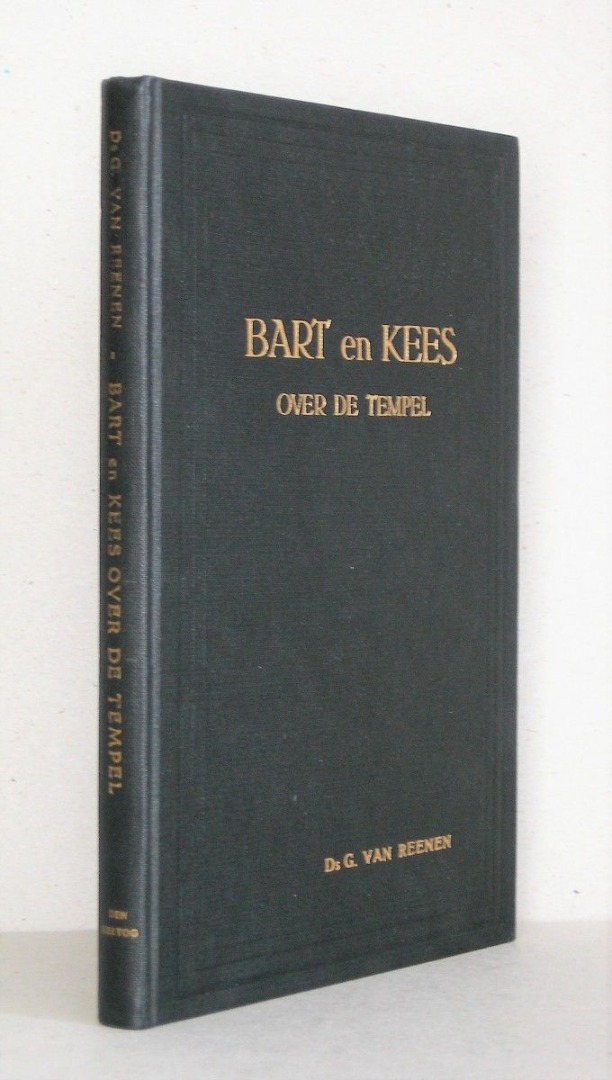 BART en KEES
OVER DE TEMPEL
Ds G. VAN REENEN
Ds G. VAN REENEN - BART en KEES OVER DE TEMPEL
DEN
HERTOG